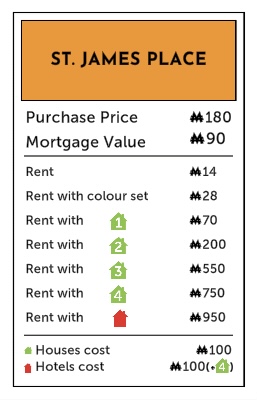 ST. JAMES PLACE
Purchase Price ₩180
Mortgage Value ₩90
Rent ₩14
Rent with colour set ₩28
Rent with 1 ₩70
Rent with 2 ₩200
Rent with 3 ₩550
Rent with 4 ₩750
Rent with ₩950
Houses cost ₩100
Hotels cost ₩100(+4)